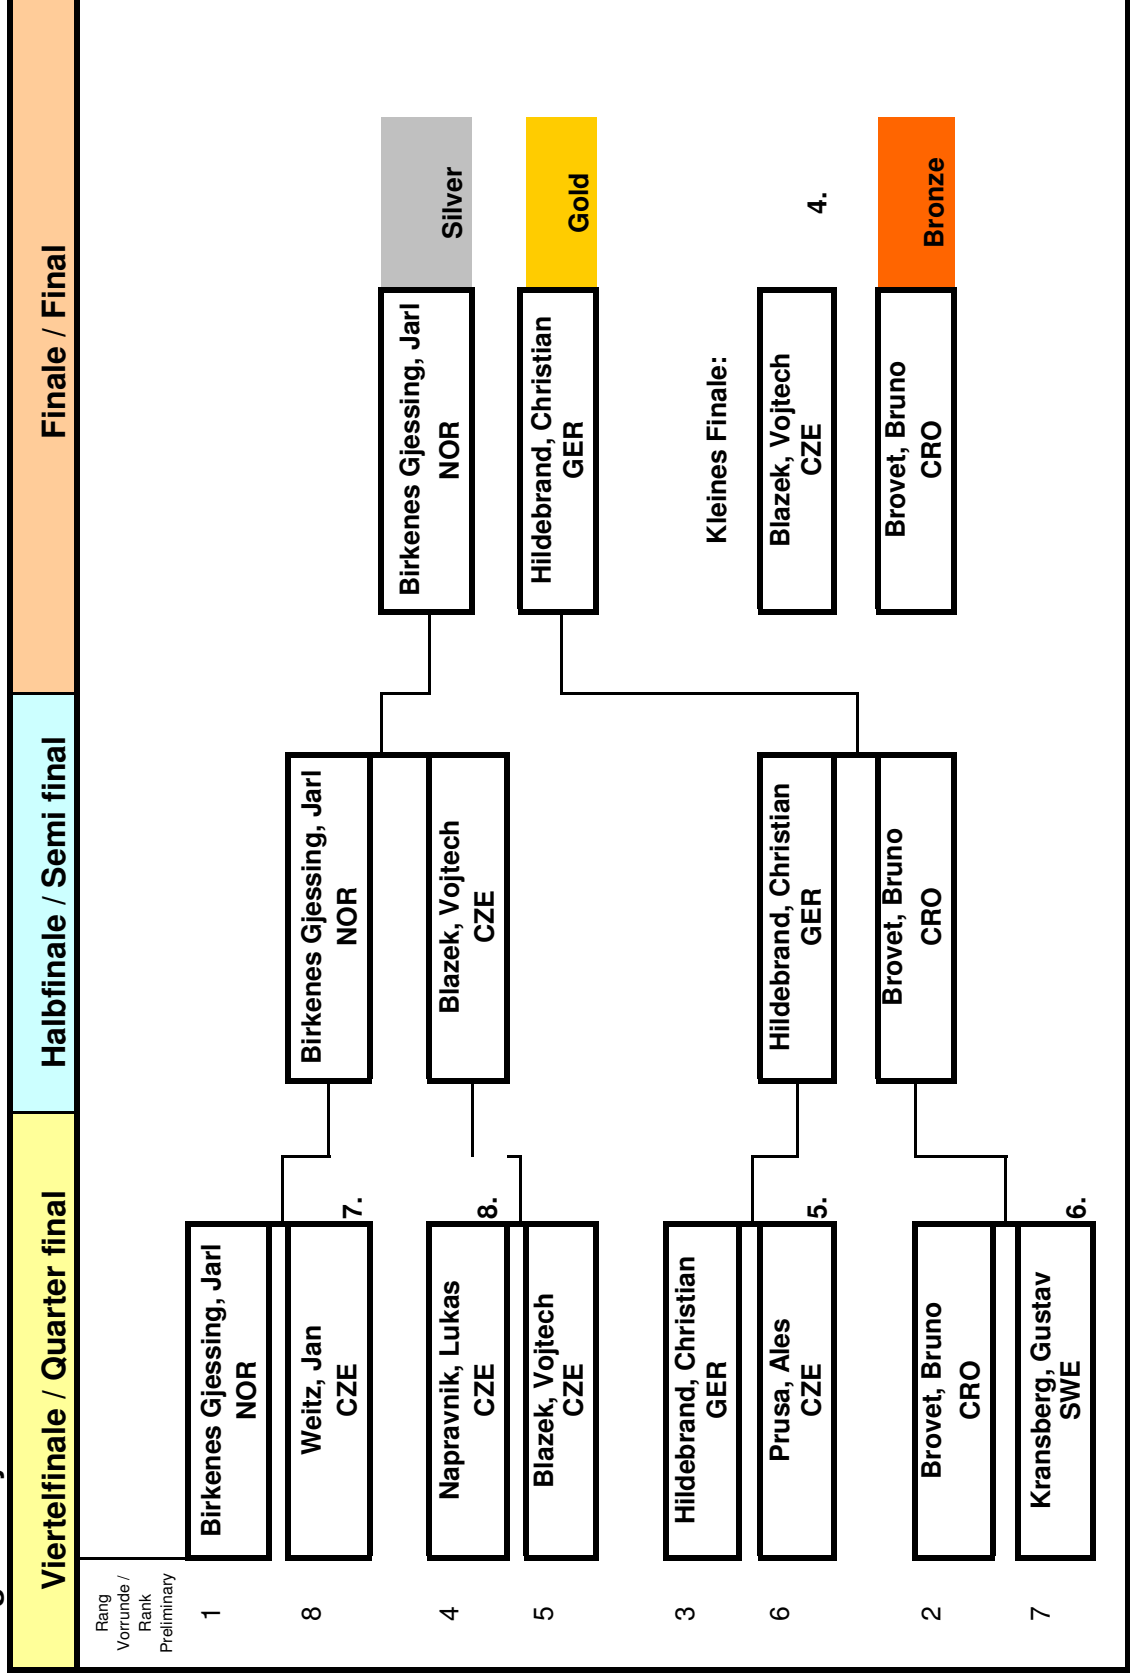 Viertelfinale / Quarter final
Halbfinale / Semi final
Finale / Final
Rang
Vorrunde /
Rank
Preliminary
1
Birkenes Gjessing, Jarl
NOR
8
Weitz, Jan
CZE
7.
4
Napravnik, Lukas
CZE
8.
5
Blazek, Vojtech
CZE
3
Hildebrand, Christian
GER
6
Prusa, Ales
CZE
5.
2
Brovet, Bruno
CRO
7
Kransberg, Gustav
SWE
6.
Birkenes Gjessing, Jarl
NOR
Blazek, Vojtech
CZE
Hildebrand, Christian
GER
Brovet, Bruno
CRO
Birkenes Gjessing, Jarl
NOR
Silver
Hildebrand, Christian
GER
Gold
Kleines Finale:
Blazek, Vojtech
CZE
4.
Brovet, Bruno
CRO
Bronze